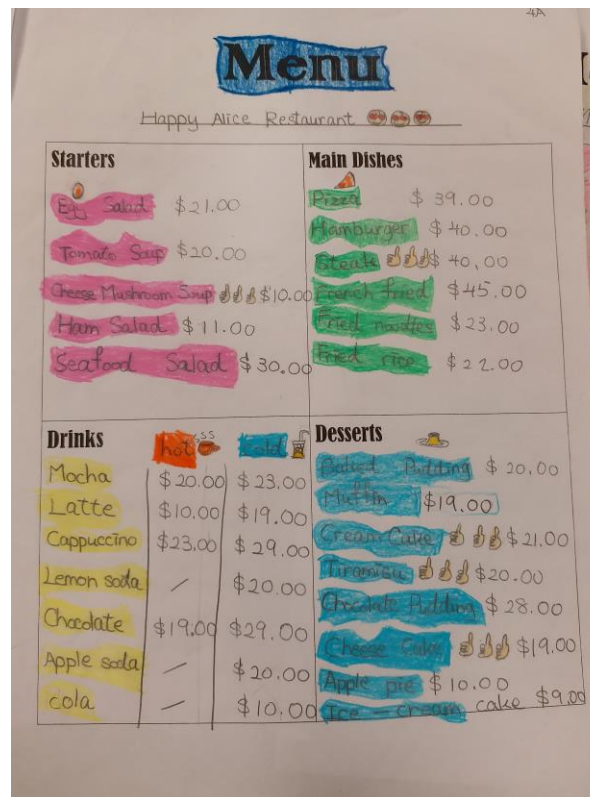 4A
Menu
Happy Alice Restaurant
Starters
Egg Salad $21.00
Tomato Soup $20.00
Cheese Mushroom Soup $10.00
Ham Salad $11.00
Seafood Salad $30.00
Main Dishes
Pizza $39.00
Hamburger $40.00
Steak $40.00
French fried $45.00
Fried noodles $23.00
Fried rice $22.00
Drinks hot cold
Mocha $20.00 $23.00
Latte $10.00 $19.00
Cappuccino $23.00 $29.00
Lemon soda / $20.00
Chocolate $19.00 $29.00
Apple soda / $20.00
cola / $10.00
Desserts
Pudding $20.00
Muffin $19.00
Cream Cake $21.00
Tiramisu $20.00
Chocolate Pudding $28.00
Cheese Cake $19.00
Apple pie $10.00
Ice-cream cake $9.00